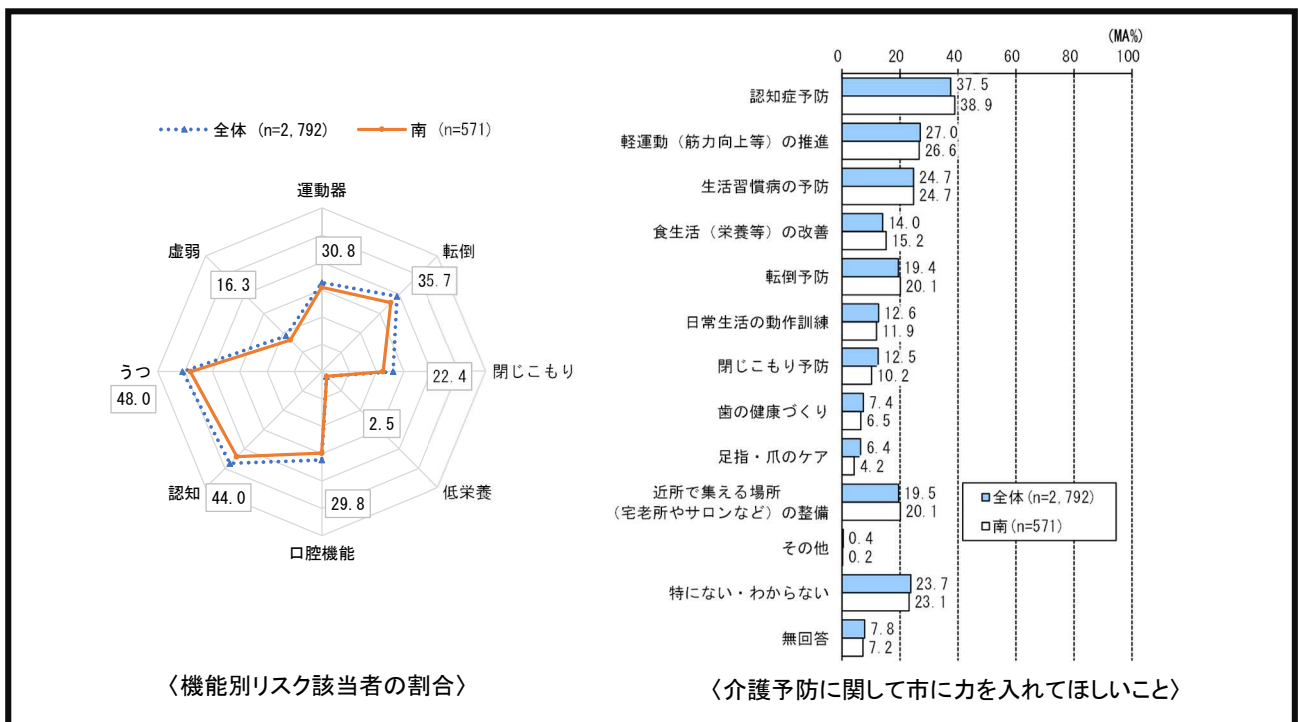 全体 (n=2,792)
南 (n=571)
運動器
30.8
転倒
35.7
閉じこもり
22.4
低栄養
2.5
口腔機能
29.8
認知
44.0
うつ
48.0
虚弱
16.3
〈機能別リスク該当者の割合〉
(MA%)
0 20 40 60 80 100
認知症予防 37.5
38.9
軽運動（筋力向上等）の推進 27.0
26.6
生活習慣病の予防 24.7
24.7
食生活（栄養等）の改善 14.0
15.2
転倒予防 19.4
20.1
日常生活の動作訓練 12.6
11.9
閉じこもり予防 12.5
10.2
歯の健康づくり 7.4
6.5
足指・爪のケア 6.4
4.2
近所で集える場所
（宅老所やサロンなど）の整備 19.5
20.1
その他 0.4
0.2
特にない・わからない 23.7
23.1
無回答 7.8
7.2
全体(n=2,792)
南(n=571)
〈介護予防に関して市に力を入れてほしいこと〉